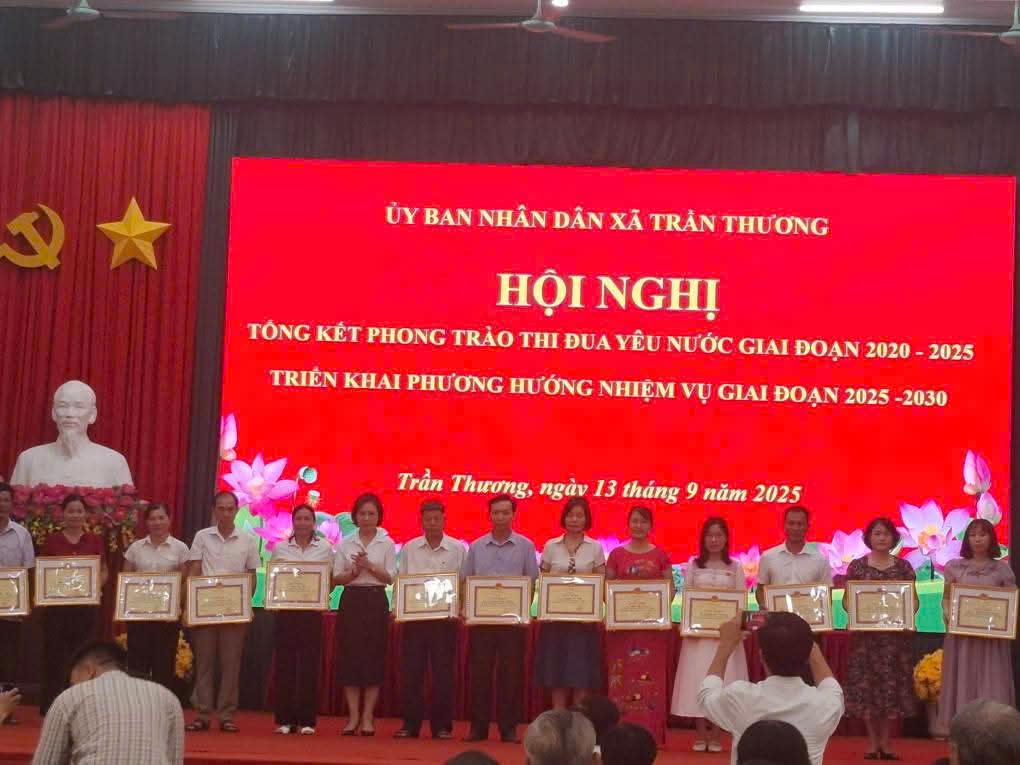 ỦY BAN NHÂN DÂN XÃ TRẦN THƯƠNG
HỘI NGHỊ
TỔNG KẾT PHONG TRÀO THI ĐUA YÊU NƯỚC GIAI ĐOẠN 2020 - 2025
TRIỂN KHAI PHƯƠNG HƯỚNG NHIỆM VỤ GIAI ĐOẠN 2025 -2030
Trần Thương, ngày 13 tháng 9 năm 2025